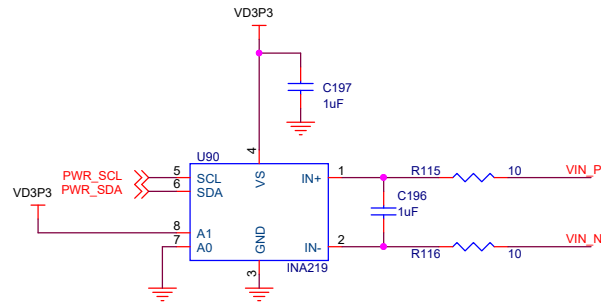 VD3P3
C197
1uF
4
U90
PWR_SCL 5 SCL VS IN+ 1 R115 10 VIN_P
PWR_SDA 6 SDA
VD3P3
C196
1uF
8 A1
7 A0 GND IN- 2 R116 10 VIN_N
3 INA219